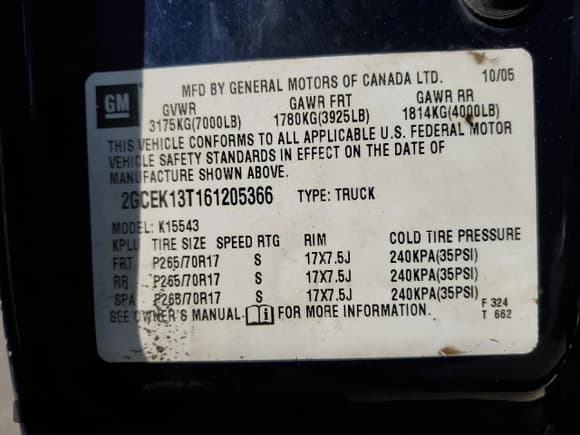 MFD BY GENERAL MOTORS OF CANADA LTD. 10/05
GM
GVWR GAWR FRT GAWR RR
3175KG(7000LB) 1780KG(3925LB) 1814KG(4000LB)
THIS VEHICLE CONFORMS TO ALL APPLICABLE U.S. FEDERAL MOTOR
VEHICLE SAFETY STANDARDS IN EFFECT ON THE DATE OF
MANUFACTURE SHOWN ABOVE.
2GCEK13T161205366 TYPE: TRUCK
MODEL: K15543
KPLU TIRE SIZE SPEED RTG RIM COLD TIRE PRESSURE
FRT P265/70R17 S 17X7.5J 240KPA(35PSI)
RR P265/70R17 S 17X7.5J 240KPA(35PSI)
SPA P265/70R17 S 17X7.5J 240KPA(35PSI)
SEE OWNER'S MANUAL FOR MORE INFORMATION. F 324
T 662